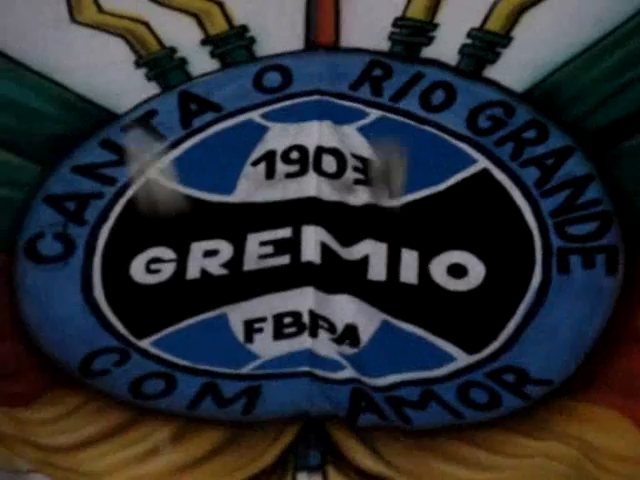 CANTA O RIO GRANDE
1903
GREMIO
FBPA
COM AMOR